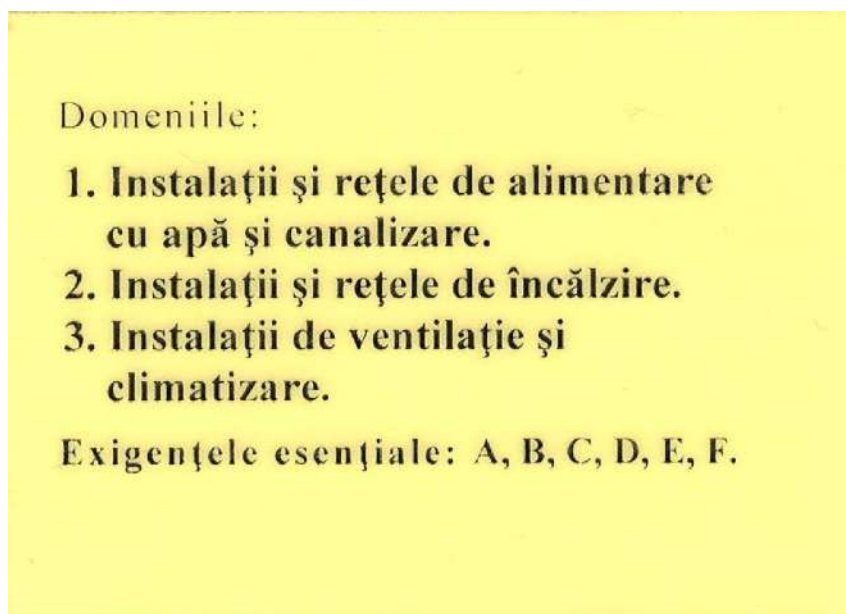 Domeniile:
1. Instalaţii şi reţele de alimentare
cu apă şi canalizare.
2. Instalaţii şi reţele de încălzire.
3. Instalaţii de ventilaţie şi
climatizare.
Exigenţele esenţiale: A, B, C, D, E, F.